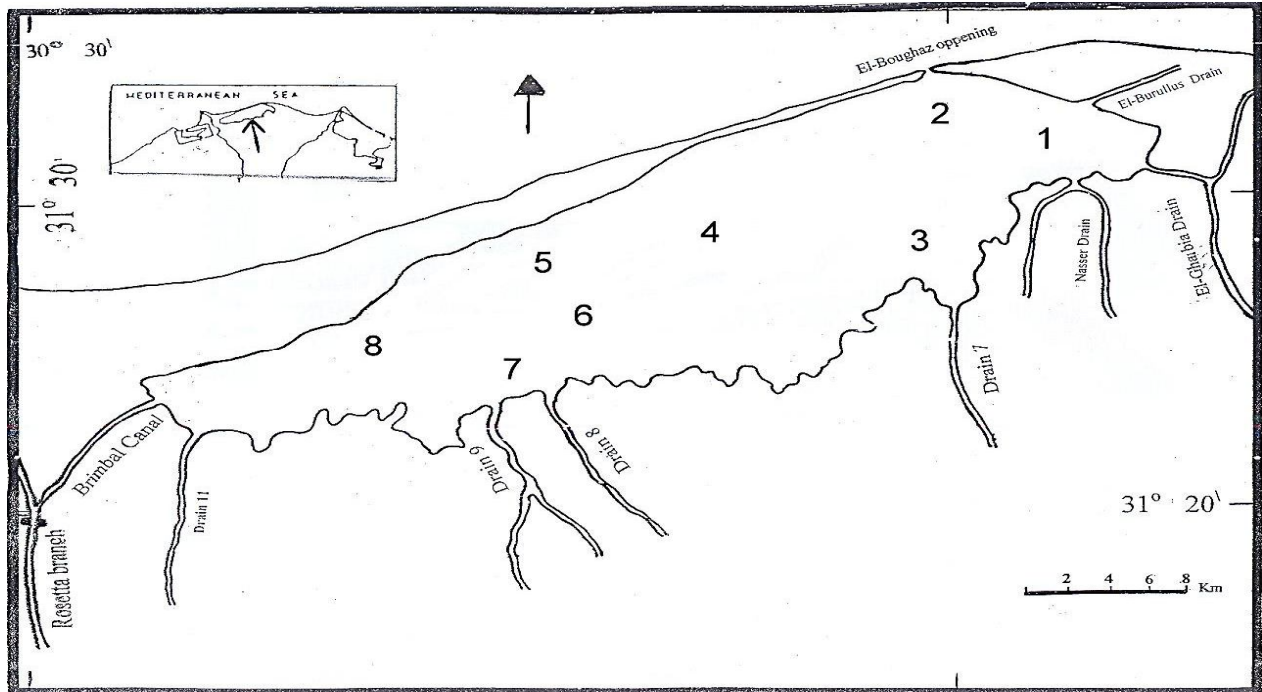 30° 30\
El-Boughaz oppening
MEDITERRANEAN SEA
El-Burullus Drain
2
1
31° 30\
El-Gharbia Drain
Nasser Drain
3
4
5
6
8
7
Drain 7
Brimbal Canal
Drain 9
Drain 8
Drain 11
31° 20\
Rosetta branch
2 4 6 8 Km